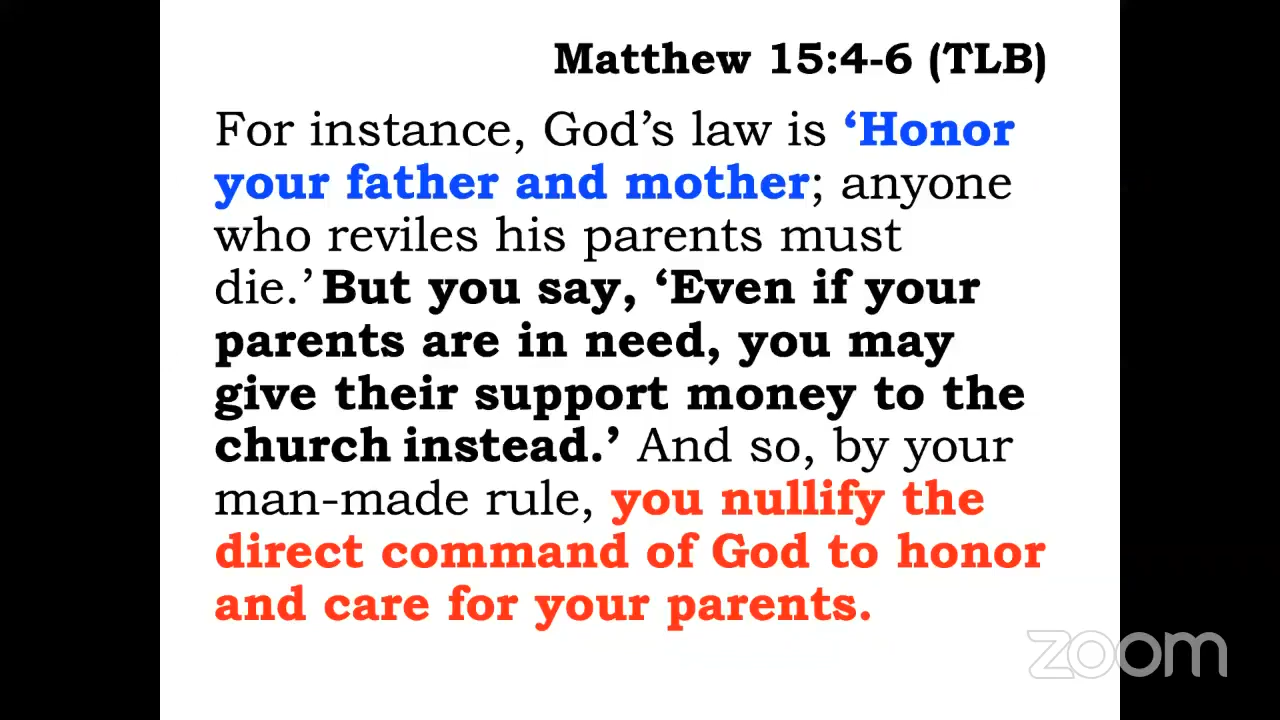 Matthew 15:4-6 (TLB)
For instance, God’s law is ‘Honor
your father and mother; anyone
who reviles his parents must
die.’ But you say, ‘Even if your
parents are in need, you may
give their support money to the
church instead.’ And so, by your
man-made rule, you nullify the
direct command of God to honor
and care for your parents.
zoom